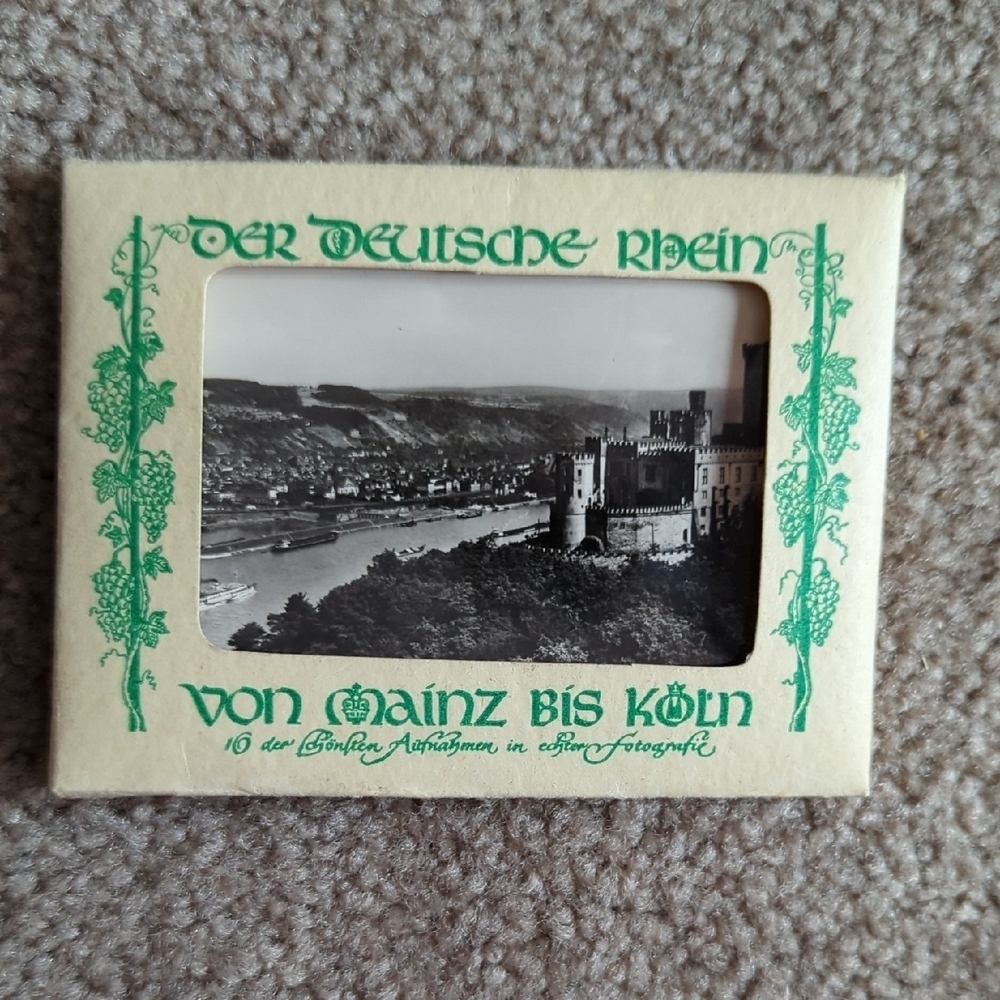 Der Deutsche Rhein
von Mainz bis Köln
16 der schönsten Aufnahmen in echter Fotografie